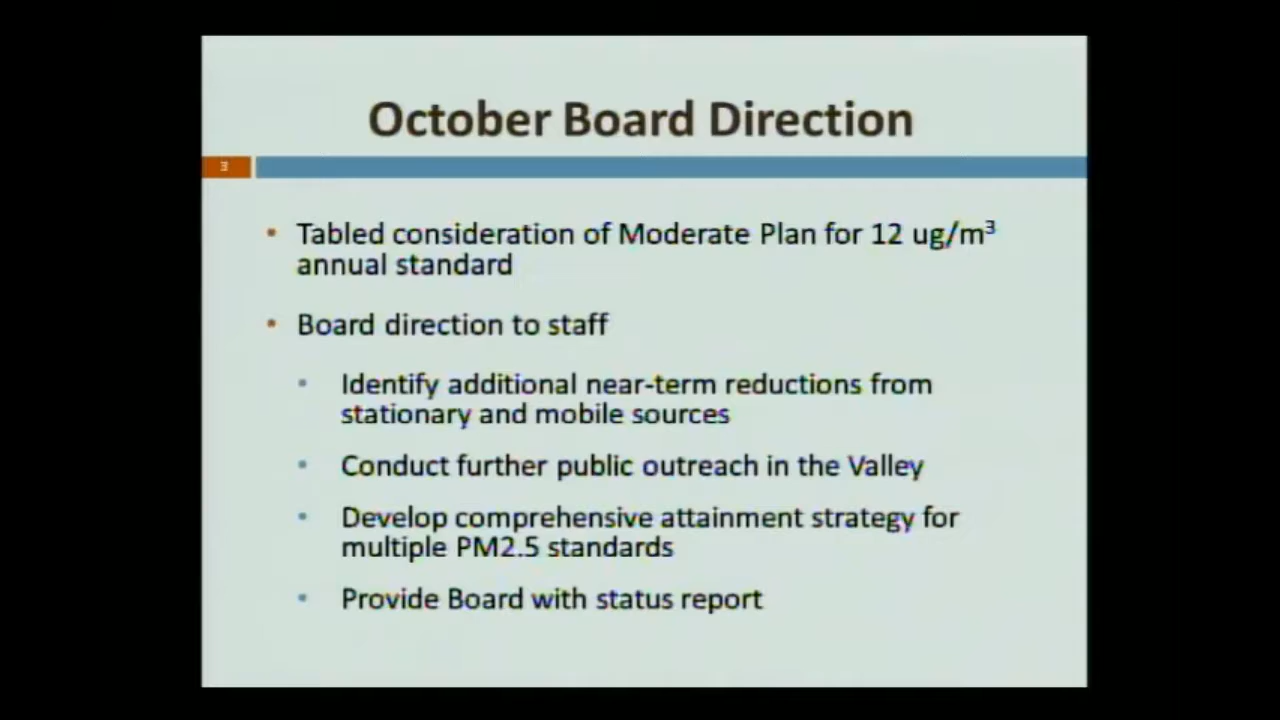 October Board Direction
3
• Tabled consideration of Moderate Plan for 12 ug/m³
annual standard
• Board direction to staff
• Identify additional near-term reductions from
stationary and mobile sources
• Conduct further public outreach in the Valley
• Develop comprehensive attainment strategy for
multiple PM2.5 standards
• Provide Board with status report